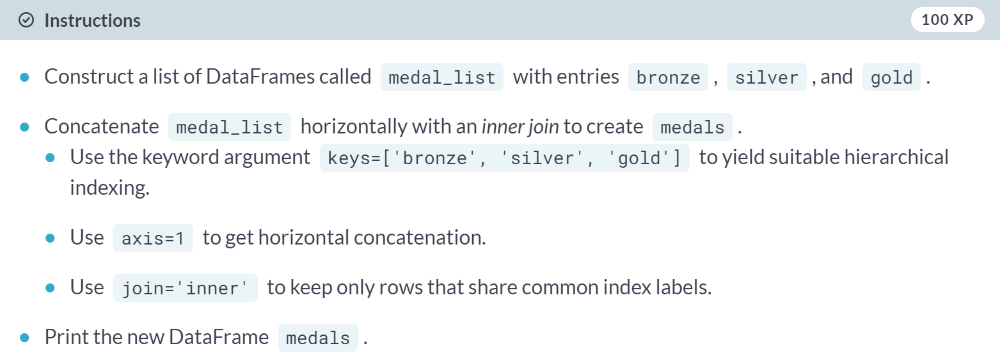 Instructions 100 XP
Construct a list of DataFrames called medal_list with entries bronze , silver , and gold .
Concatenate medal_list horizontally with an inner join to create medals .
Use the keyword argument keys=['bronze', 'silver', 'gold'] to yield suitable hierarchical
indexing.
Use axis=1 to get horizontal concatenation.
Use join='inner' to keep only rows that share common index labels.
Print the new DataFrame medals .